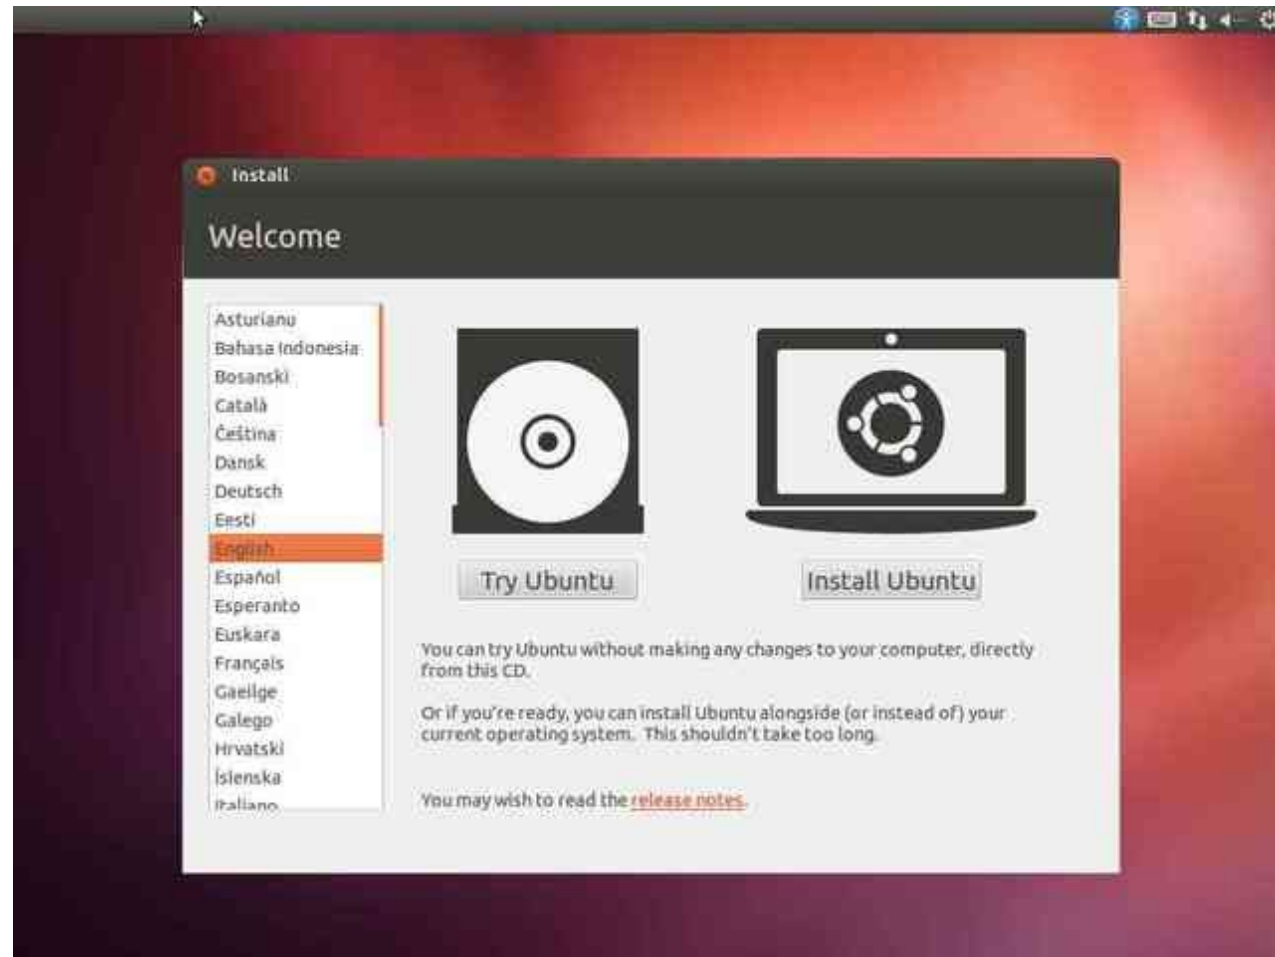 Install
Welcome
Asturianu
Bahasa Indonesia
Bosanski
Català
Čeština
Dansk
Deutsch
Eesti
English
Español
Esperanto
Euskara
Français
Gaeilge
Galego
Hrvatski
Íslenska
Italiano
Try Ubuntu
Install Ubuntu
You can try Ubuntu without making any changes to your computer, directly
from this CD.
Or if you're ready, you can install Ubuntu alongside (or instead of) your
current operating system. This shouldn't take too long.
You may wish to read the release notes.